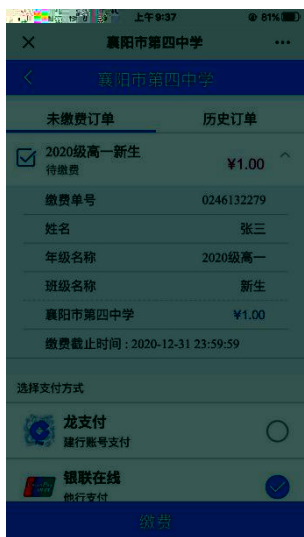 上午9:37 81%
襄阳市第四中学
襄阳市第四中学
未缴费订单 历史订单
2020级高一新生
待缴费 ¥1.00
缴费单号 0246132279
姓名 张三
年级名称 2020级高一
班级名称 新生
襄阳市第四中学 ¥1.00
缴费截止时间 : 2020-12-31 23:59:59
选择支付方式
龙支付
建行账号支付
银联在线
他行支付
缴费